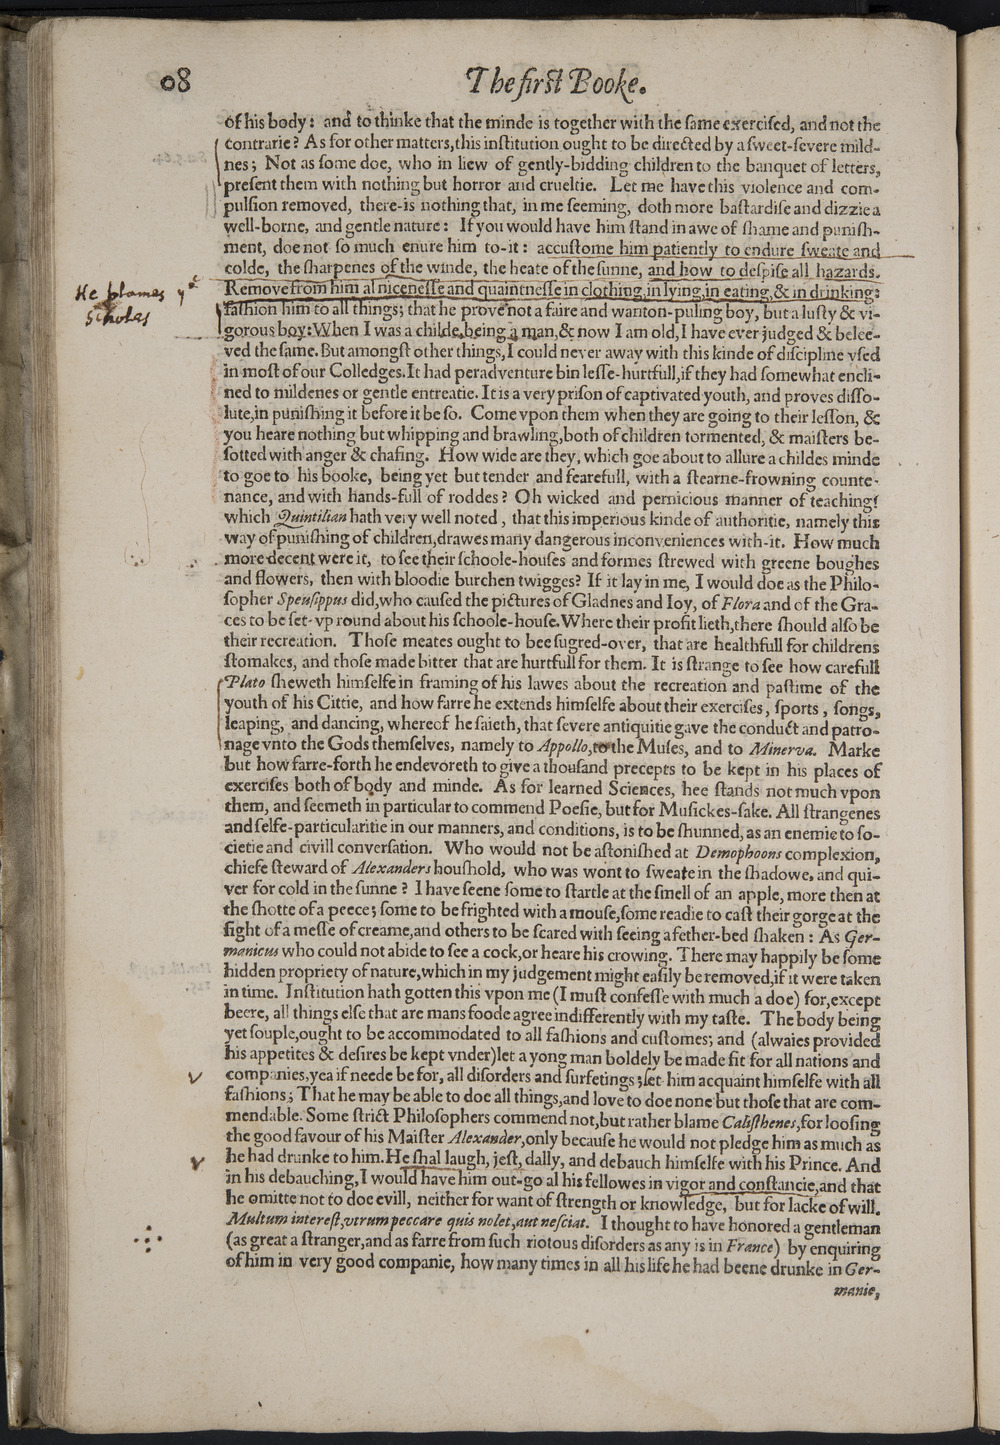 08
The firſt Booke.
of his body: and to thinke that the minde is together with the ſame exerciſed, and not the
contrarie? As for other matters, this inſtitution ought to be directed by a ſweet-ſevere mild-
nes; Not as ſome doe, who in liew of gently-bidding children to the banquet of letters,
preſent them with nothing but horror and crueltie. Let me have this violence and com-
pulſion removed, there-is nothing that, in me ſeeming, doth more baſtardiſe and dizzie a
well-borne, and gentle nature: If you would have him ſtand in awe of ſhame and puniſh-
ment, doe not ſo much enure him to-it: accuſtome him patiently to endure ſweate and
colde, the ſharpenes of the winde, the heate of the ſunne, and how to deſpiſe all hazards.
He blames yᵉ
Scholas
Remove from him al niceneſſe and quaintneſſe in clothing, in lying, in eating, & in drinking:
faſhion him to all things; that he prove not a faire and wanton-puling boy, but a luſty & vi-
gorous boy: When I was a childe, being a man, & now I am old, I have ever judged & belee-
ved the ſame. But amongſt other things, I could never away with this kinde of diſcipline vſed
in moſt of our Colledges. It had peradventure bin leſſe-hurtfull, if they had ſomewhat encli-
ned to mildenes or gentle entreatie. It is a very priſon of captivated youth, and proves diſſo-
lute, in puniſhing it before it be ſo. Come vpon them when they are going to their leſſon, &
you heare nothing but whipping and brawling, both of children tormented, & maiſters be-
ſotted with anger & chafing. How wide are they, which goe about to allure a childes minde
to goe to his booke, being yet but tender and fearefull, with a ſtearne-frowning counte-
nance, and with hands-full of roddes? Oh wicked and pernicious manner of teaching!
which Quintilian hath very well noted, that this imperious kinde of authoritie, namely this
way of puniſhing of children, drawes many dangerous inconveniences with-it. How much
more decent were it, to ſee their ſchoole-houſes and formes ſtrewed with greene boughes
and flowers, then with bloodie burchen twigges? If it lay in me, I would doe as the Philo-
ſopher Speuſippus did, who cauſed the pictures of Gladnes and Ioy, of Flora and of the Gra-
ces to be ſet-vp round about his ſchoole-houſe. Where their profit lieth, there ſhould alſo be
their recreation. Thoſe meates ought to bee ſugred-over, that are healthfull for childrens
ſtomakes, and thoſe made bitter that are hurtfull for them. It is ſtrange to ſee how carefull
Plato ſheweth himſelfe in framing of his lawes about the recreation and paſtime of the
youth of his Cittie, and how farre he extends himſelfe about their exerciſes, ſports, ſongs,
leaping, and dancing, whereof he ſaieth, that ſevere antiquitie gave the conduct and patro-
nage vnto the Gods themſelves, namely to Appollo, to the Muſes, and to Minerva. Marke
but how farre-forth he endevoreth to give a thouſand precepts to be kept in his places of
exerciſes both of body and minde. As for learned Sciences, hee ſtands not much vpon
them, and ſeemeth in particular to commend Poeſie, but for Muſickes-ſake. All ſtrangenes
and ſelfe-particularitie in our manners, and conditions, is to be ſhunned, as an enemie to ſo-
cietie and civill converſation. Who would not be aſtoniſhed at Demophoons complexion,
chiefe ſteward of Alexanders houſhold, who was wont to ſweate in the ſhadowe, and qui-
ver for cold in the ſunne? I have ſeene ſome to ſtartle at the ſmell of an apple, more then at
the ſhotte of a peece; ſome to be frighted with a mouſe, ſome readie to caſt their gorge at the
ſight of a meſſe of creame, and others to be ſcared with ſeeing a fether-bed ſhaken: As Ger-
manicus who could not abide to ſee a cock, or heare his crowing. There may happily be ſome
hidden propriety of nature, which in my judgement might eaſily be removed, if it were taken
in time. Inſtitution hath gotten this vpon me (I muſt confeſſe with much a doe) for, except
beere, all things elſe that are mans foode agree indifferently with my taſte. The body being
yet ſouple, ought to be accommodated to all faſhions and cuſtomes; and (alwaies provided
his appetites & deſires be kept vnder) let a yong man boldely be made fit for all nations and
companies, yea if neede be for, all diſorders and ſurfetings; let him acquaint himſelfe with all
faſhions; That he may be able to doe all things, and love to doe none but thoſe that are com-
mendable. Some ſtrict Philoſophers commend not, but rather blame Caliſthenes, for looſing
the good favour of his Maiſter Alexander, only becauſe he would not pledge him as much as
he had drunke to him. He ſhal laugh, jeſt, dally, and debauch himſelfe with his Prince. And
in his debauching, I would have him out-go al his fellowes in vigor and conſtancie, and that
he omitte not to doe evill, neither for want of ſtrength or knowledge, but for lacke of will.
Multum intereſt, vtrum peccare quis nolet, aut neſciat. I thought to have honored a gentleman
(as great a ſtranger, and as farre from ſuch riotous diſorders as any is in France) by enquiring
of him in very good companie, how many times in all his life he had beene drunke in Ger-
manie,